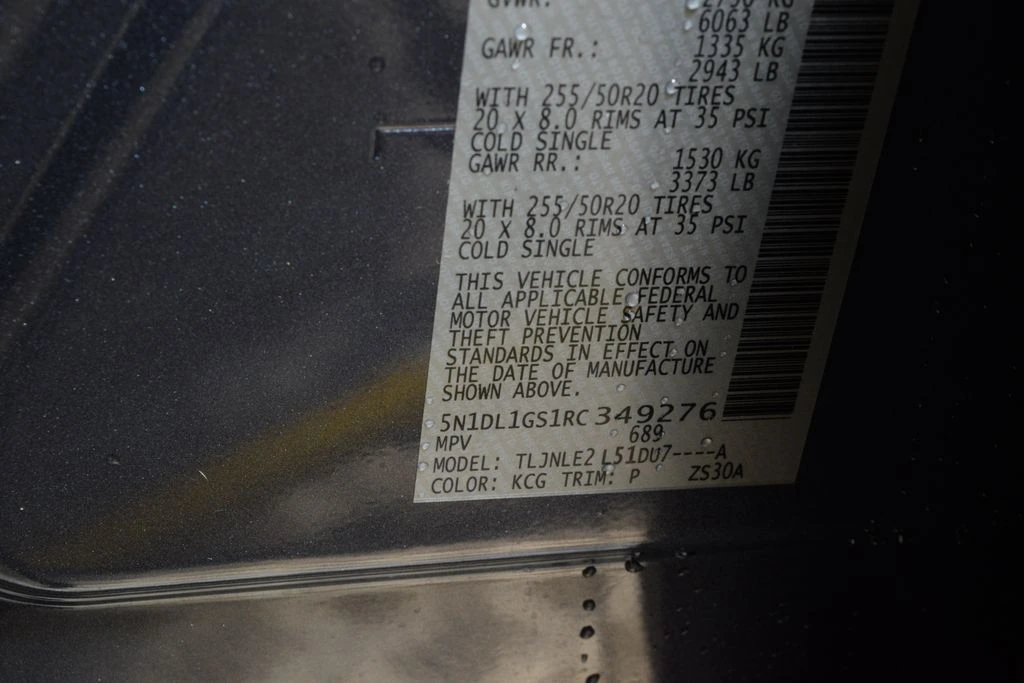 GVWR: 2750 KG
6063 LB
GAWR FR.: 1335 KG
2943 LB
WITH 255/50R20 TIRES
20 X 8.0 RIMS AT 35 PSI
COLD SINGLE
GAWR RR.: 1530 KG
3373 LB
WITH 255/50R20 TIRES
20 X 8.0 RIMS AT 35 PSI
COLD SINGLE
THIS VEHICLE CONFORMS TO
ALL APPLICABLE FEDERAL
MOTOR VEHICLE SAFETY AND
THEFT PREVENTION
STANDARDS IN EFFECT ON
THE DATE OF MANUFACTURE
SHOWN ABOVE.
5N1DL1GS1RC349276
MPV 689
MODEL: TLJNLE2 L51DU7----A
COLOR: KCG TRIM: P ZS30A